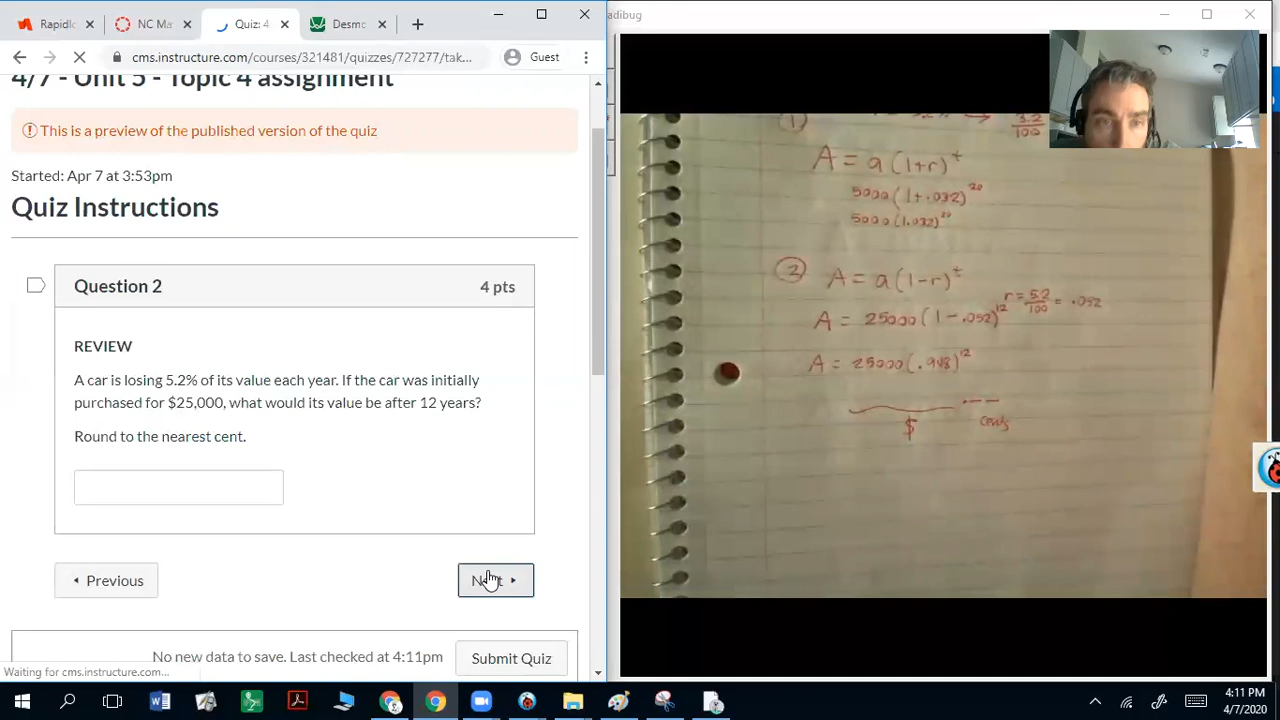 Rapidl
NC Ma
Quiz: 4
Desmc
adibug
cms.instructure.com/courses/321481/quizzes/727277/tak...
Guest
4/7 - Unit 5 - Topic 4 assignment
This is a preview of the published version of the quiz
Started: Apr 7 at 3:53pm
Quiz Instructions
Question 2
4 pts
REVIEW
A car is losing 5.2% of its value each year. If the car was initially
purchased for $25,000, what would its value be after 12 years?
Round to the nearest cent.
Previous
No new data to save. Last checked at 4:11pm
Submit Quiz
Waiting for cms.instructure.com...
1
3.2
100
A = a(1+r)^t
5000(1+.032)^20
5000(1.032)^20
2 A = a(1-r)^t
r = 5.2/100 = .052
A = 25000(1-.052)^12
A = 25000(.948)^12
$
cents
4:11 PM
4/7/2020